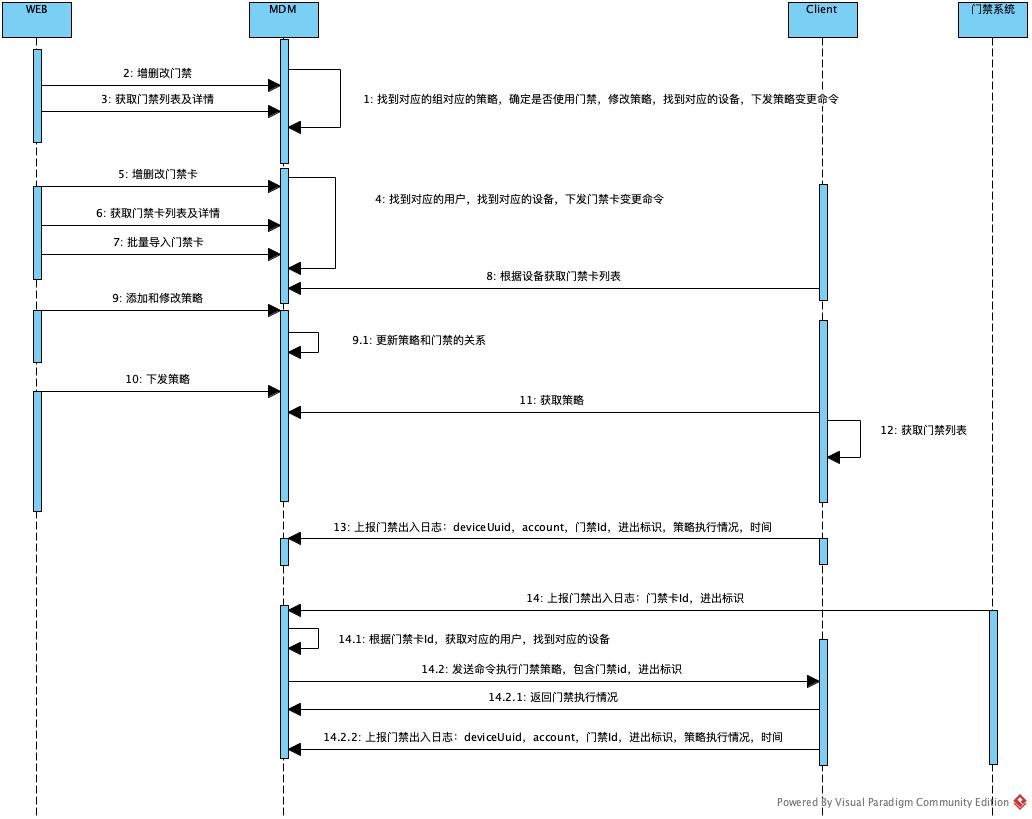 WEB
MDM
Client
门禁系统
2: 增删改门禁
3: 获取门禁列表及详情
1: 找到对应的组对应的策略，确定是否使用门禁，修改策略，找到对应的设备，下发策略变更命令
5: 增删改门禁卡
4: 找到对应的用户，找到对应的设备，下发门禁卡变更命令
6: 获取门禁卡列表及详情
7: 批量导入门禁卡
8: 根据设备获取门禁卡列表
9: 添加和修改策略
9.1: 更新策略和门禁的关系
10: 下发策略
11: 获取策略
12: 获取门禁列表
13: 上报门禁出入日志：deviceUuid，account，门禁Id，进出标识，策略执行情况，时间
14: 上报门禁出入日志：门禁卡Id，进出标识
14.1: 根据门禁卡Id，获取对应的用户，找到对应的设备
14.2: 发送命令执行门禁策略，包含门禁id，进出标识
14.2.1: 返回门禁执行情况
14.2.2: 上报门禁出入日志：deviceUuid，account，门禁Id，进出标识，策略执行情况，时间
Powered By Visual Paradigm Community Edition